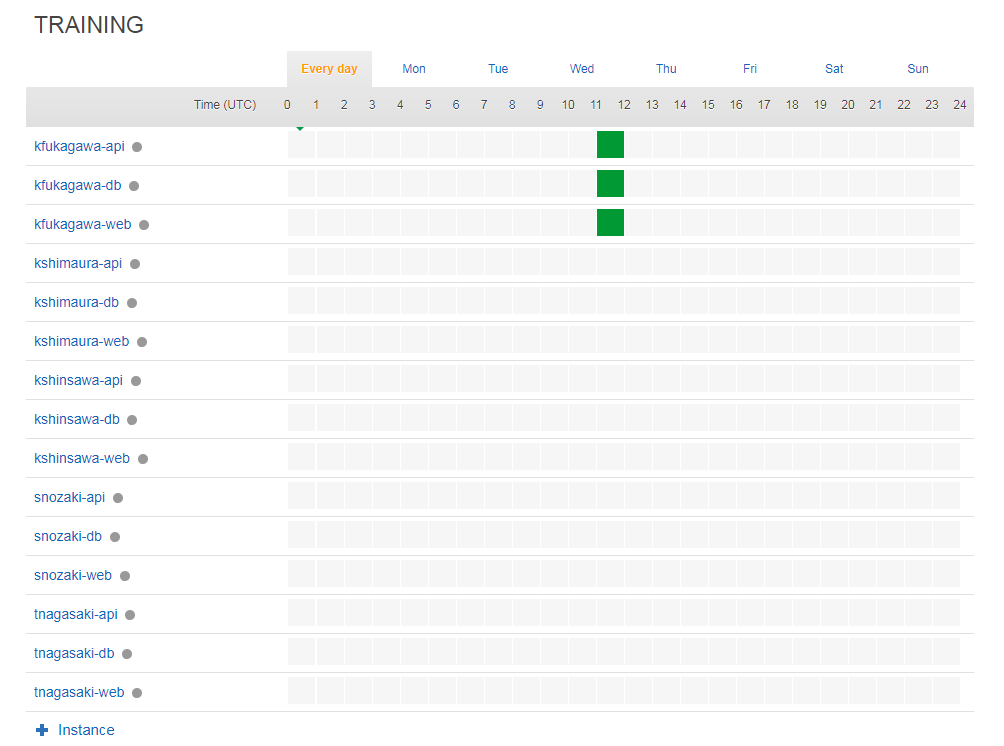 TRAINING
Every day Mon Tue Wed Thu Fri Sat Sun
Time (UTC) 0 1 2 3 4 5 6 7 8 9 10 11 12 13 14 15 16 17 18 19 20 21 22 23 24
kfukagawa-api
kfukagawa-db
kfukagawa-web
kshimaura-api
kshimaura-db
kshimaura-web
kshinsawa-api
kshinsawa-db
kshinsawa-web
snozaki-api
snozaki-db
snozaki-web
tnagasaki-api
tnagasaki-db
tnagasaki-web
Instance